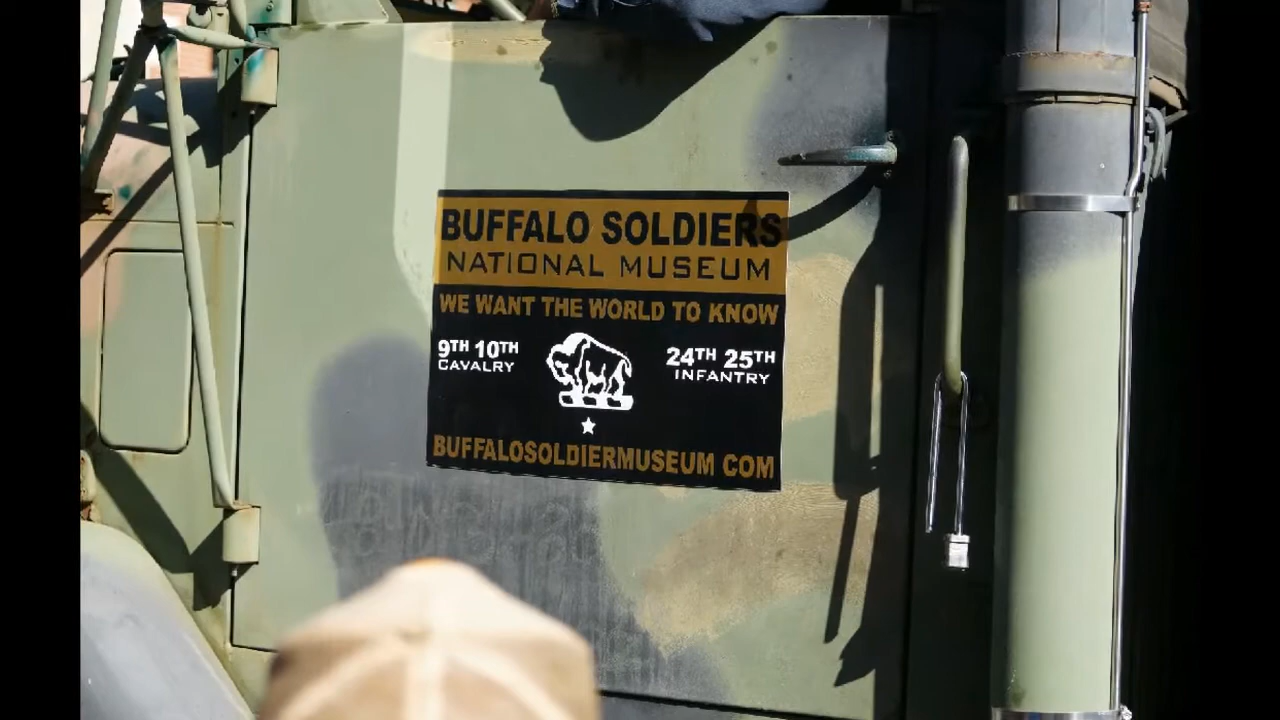 BUFFALO SOLDIERS
NATIONAL MUSEUM
WE WANT THE WORLD TO KNOW
9TH 10TH
CAVALRY
24TH 25TH
INFANTRY
BUFFALOSOLDIERMUSEUM COM